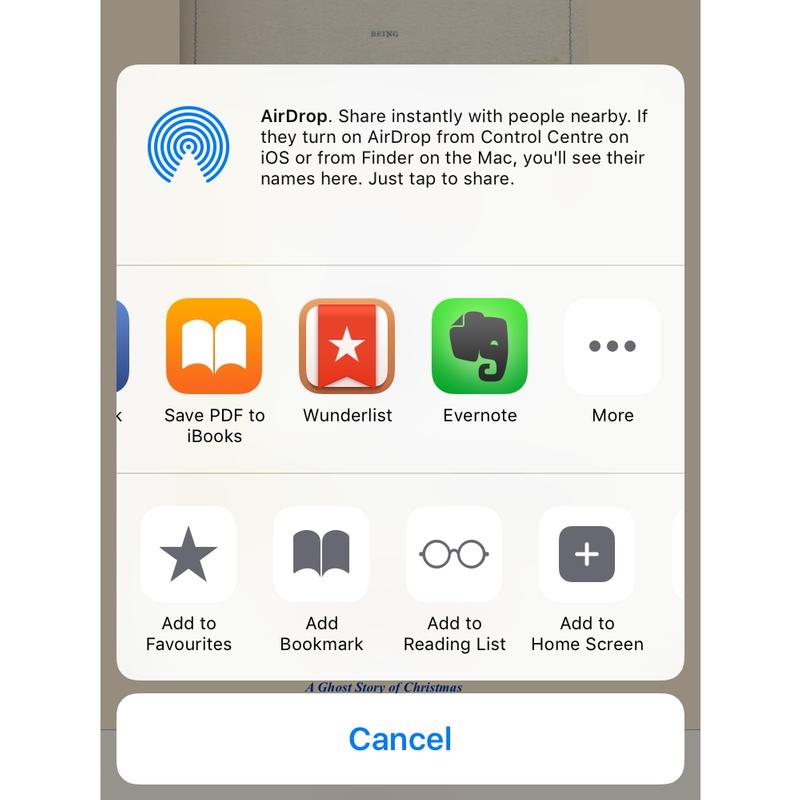 BEING
AirDrop. Share instantly with people nearby. If
they turn on AirDrop from Control Centre on
iOS or from Finder on the Mac, you'll see their
names here. Just tap to share.
k
Save PDF to
iBooks
Wunderlist
Evernote
More
Add to
Favourites
Add
Bookmark
Add to
Reading List
Add to
Home Screen
A Ghost Story of Christmas
Cancel